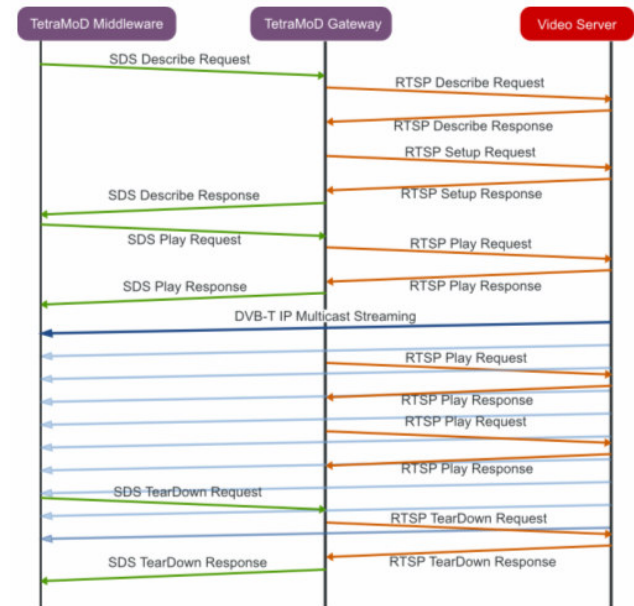 TetraMoD Middleware
TetraMoD Gateway
Video Server
SDS Describe Request
RTSP Describe Request
RTSP Describe Response
RTSP Setup Request
SDS Describe Response
RTSP Setup Response
SDS Play Request
RTSP Play Request
SDS Play Response
RTSP Play Response
DVB-T IP Multicast Streaming
RTSP Play Request
RTSP Play Response
RTSP Play Request
RTSP Play Response
SDS TearDown Request
RTSP TearDown Request
SDS TearDown Response
RTSP TearDown Response